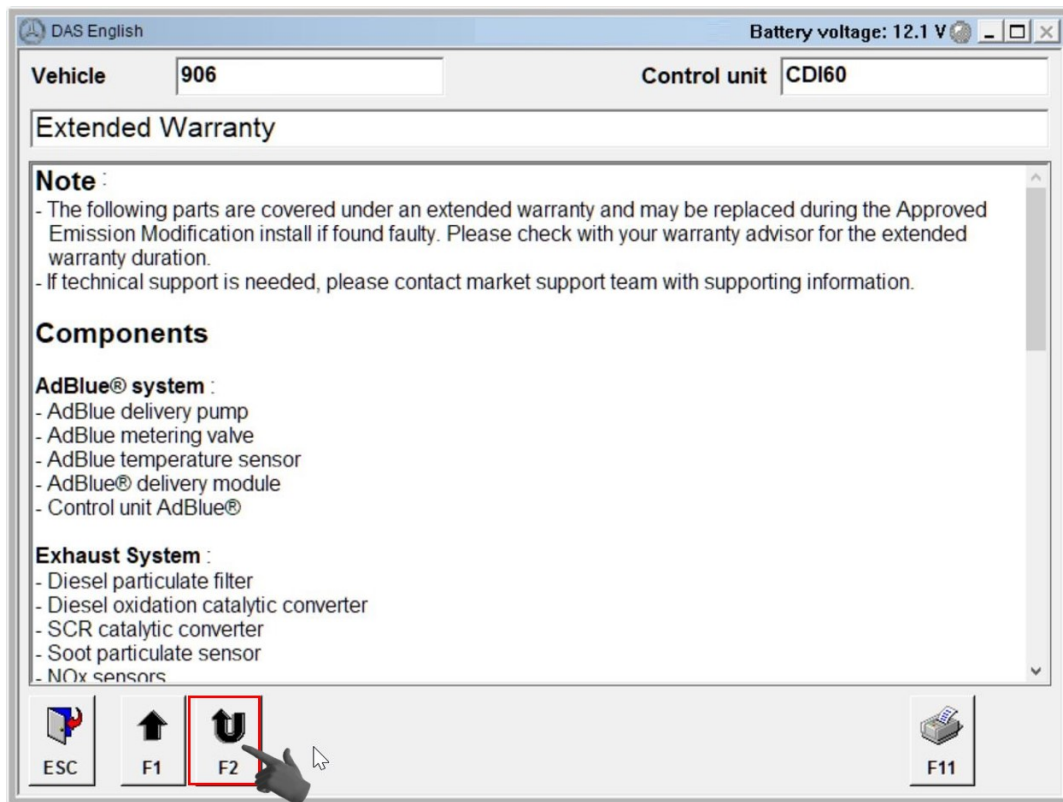 DAS English
Battery voltage: 12.1 V
Vehicle 906 Control unit CDI60
Extended Warranty
Note :
- The following parts are covered under an extended warranty and may be replaced during the Approved
Emission Modification install if found faulty. Please check with your warranty advisor for the extended
warranty duration.
- If technical support is needed, please contact market support team with supporting information.
Components
AdBlue® system :
- AdBlue delivery pump
- AdBlue metering valve
- AdBlue temperature sensor
- AdBlue® delivery module
- Control unit AdBlue®
Exhaust System :
- Diesel particulate filter
- Diesel oxidation catalytic converter
- SCR catalytic converter
- Soot particulate sensor
- NOx sensors
ESC F1 F2 F11